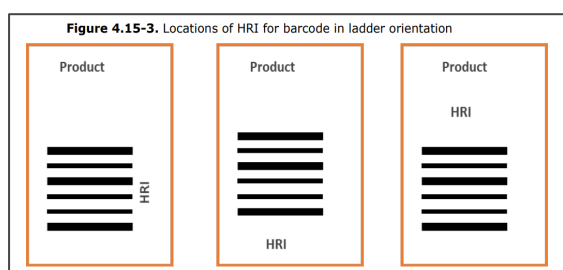 Figure 4.15-3. Locations of HRI for barcode in ladder orientation
Product
HRI
Product
HRI
Product
HRI